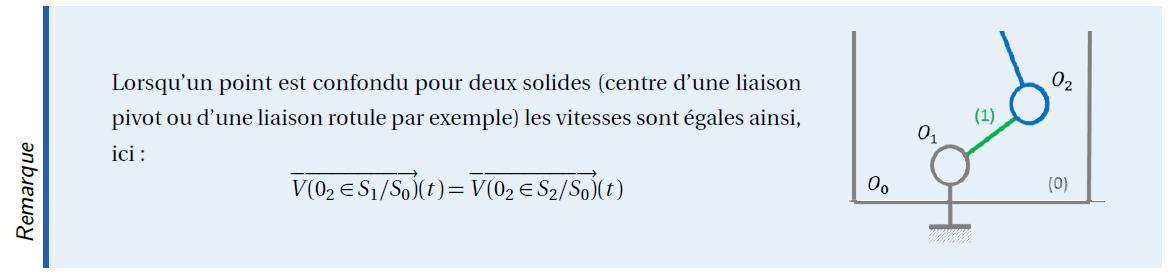 Remarque
Lorsqu'un point est confondu pour deux solides (centre d'une liaison
pivot ou d'une liaison rotule par exemple) les vitesses sont égales ainsi,
ici :
V(0₂ ∈ S₁/S₀)(t) = V(0₂ ∈ S₂/S₀)(t)
O₂
(1)
O₁
O₀
(0)